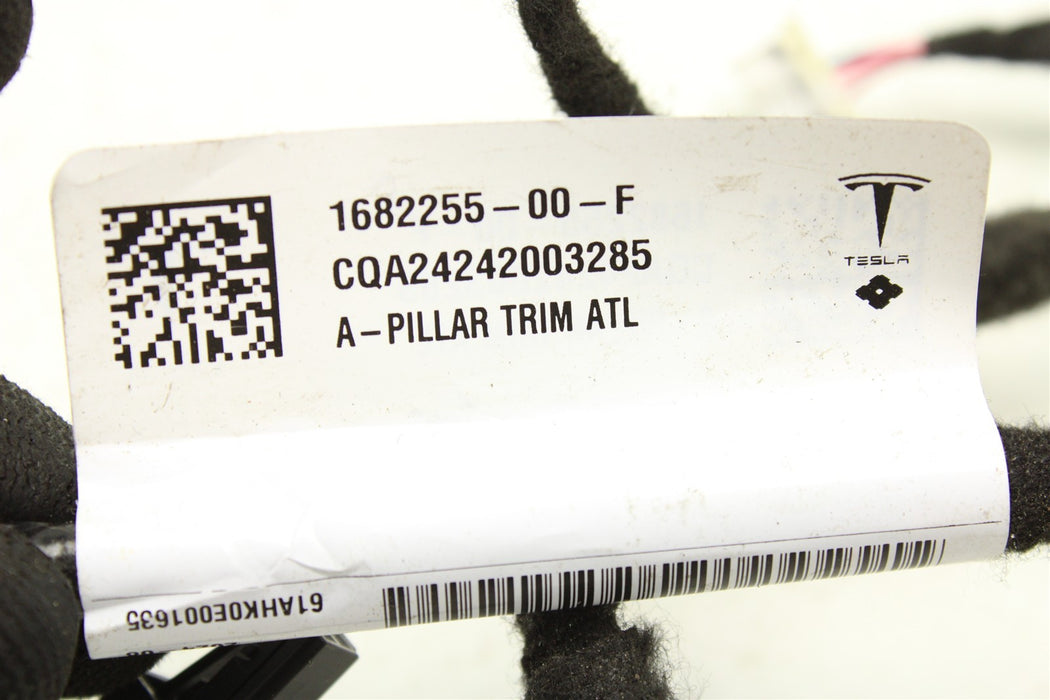 1682255-00-F
CQA24242003285
A-PILLAR TRIM ATL
TESLA
61AHK0E001635